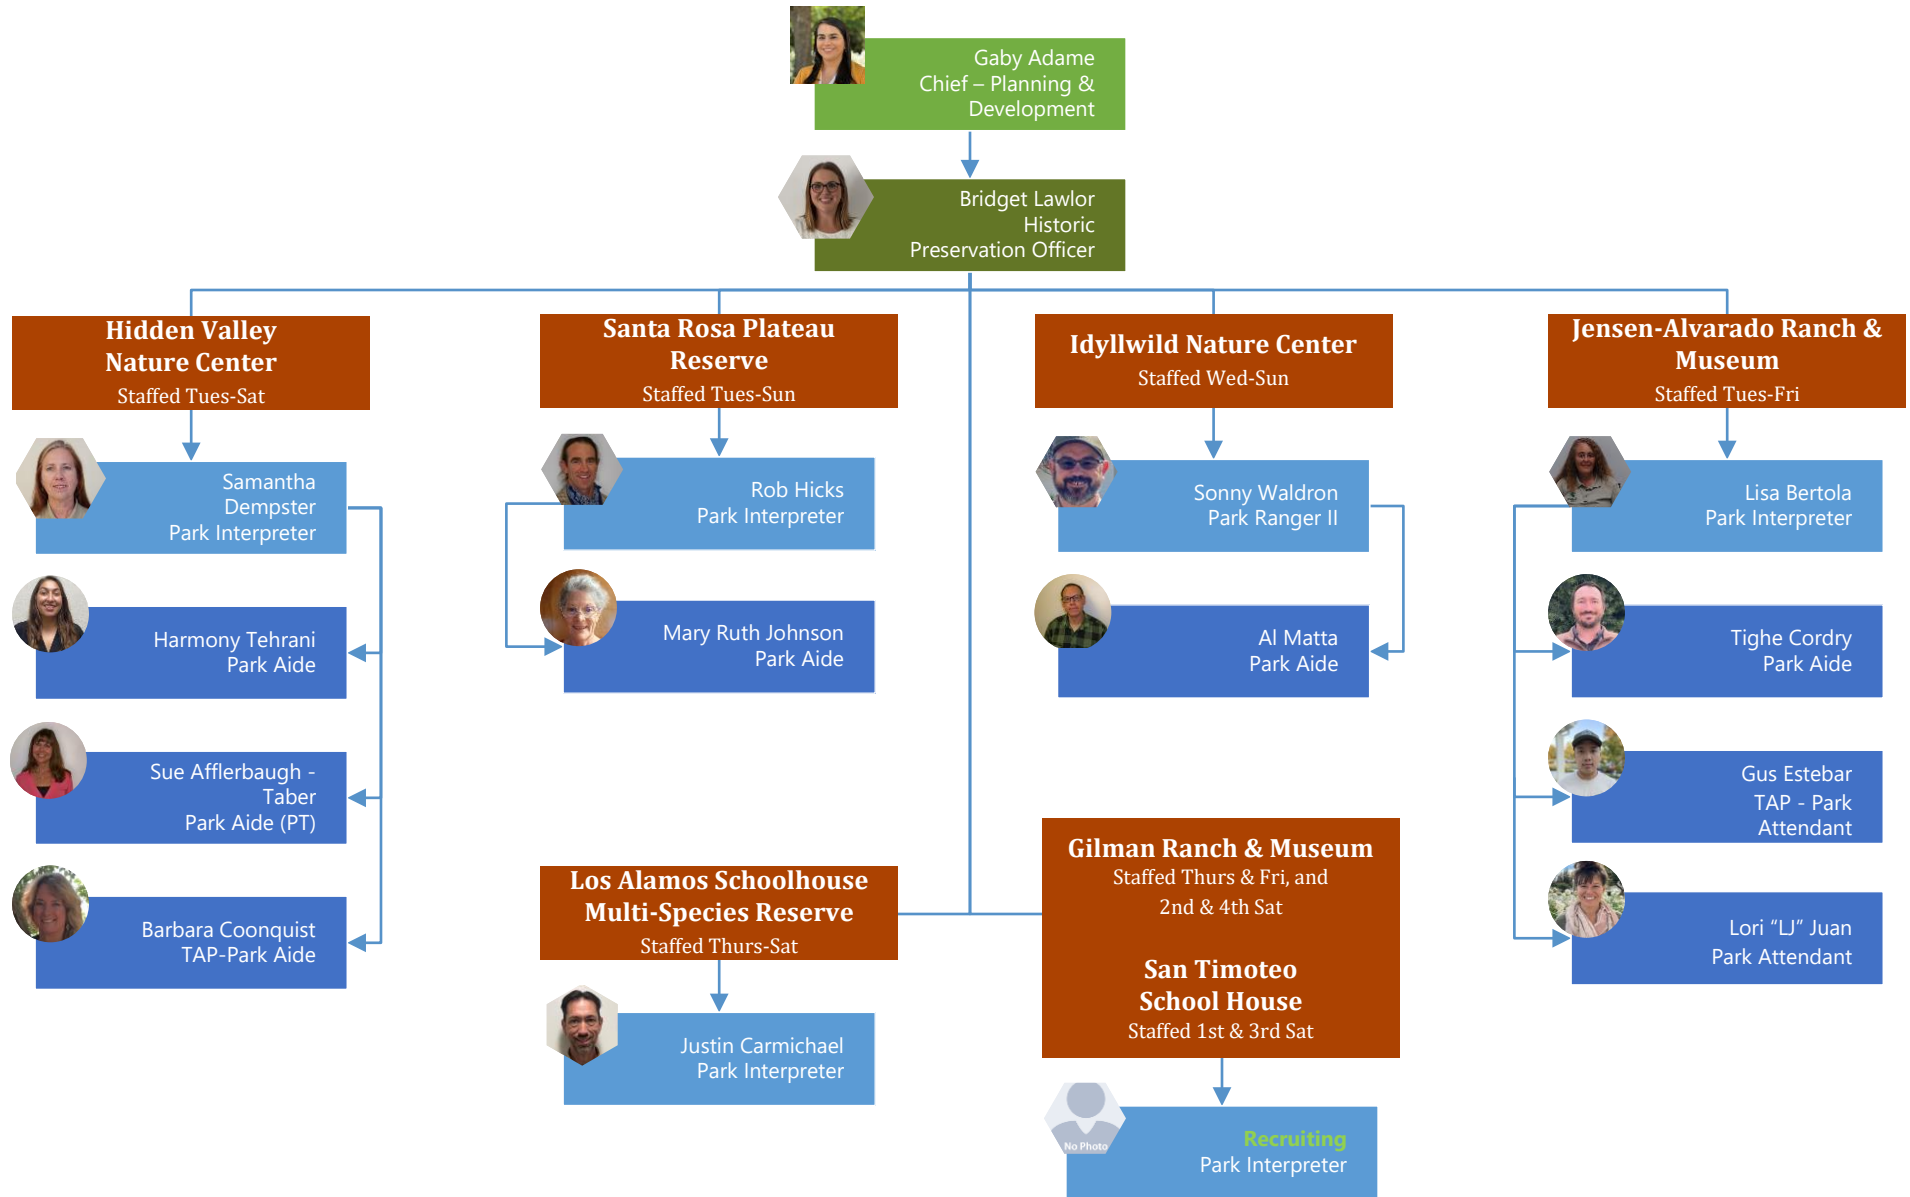 Gaby Adame
Chief – Planning &
Development
Bridget Lawlor
Historic
Preservation Officer
Hidden Valley
Nature Center
Staffed Tues-Sat
Samantha
Dempster
Park Interpreter
Harmony Tehrani
Park Aide
Sue Afflerbaugh -
Taber
Park Aide (PT)
Barbara Coonquist
TAP-Park Aide
Santa Rosa Plateau
Reserve
Staffed Tues-Sun
Rob Hicks
Park Interpreter
Mary Ruth Johnson
Park Aide
Idyllwild Nature Center
Staffed Wed-Sun
Sonny Waldron
Park Ranger II
Al Matta
Park Aide
Jensen-Alvarado Ranch &
Museum
Staffed Tues-Fri
Lisa Bertola
Park Interpreter
Tighe Cordry
Park Aide
Gus Estebar
TAP - Park
Attendant
Lori “LJ” Juan
Park Attendant
Los Alamos Schoolhouse
Multi-Species Reserve
Staffed Thurs-Sat
Justin Carmichael
Park Interpreter
Gilman Ranch & Museum
Staffed Thurs & Fri, and
2nd & 4th Sat
San Timoteo
School House
Staffed 1st & 3rd Sat
No Photo
Recruiting
Park Interpreter